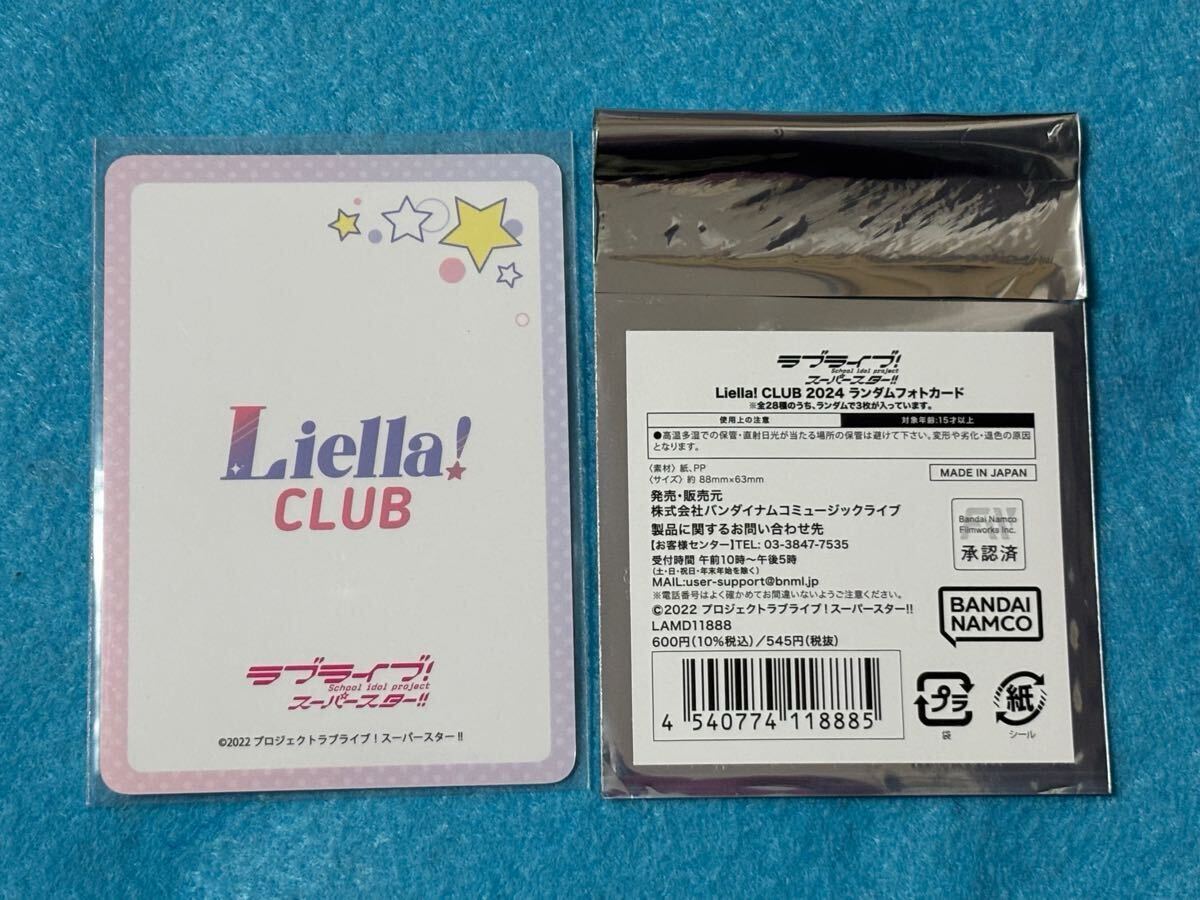 Liella!
CLUB
ラブライブ!
School idol project
スーパースター!!
©2022 プロジェクトラブライブ！スーパースター!!
ラブライブ!
School idol project
スーパースター!!
Liella! CLUB 2024 ランダムフォトカード
※全28種のうち、ランダムで3枚が入っています。
使用上の注意 対象年齢:15才以上
●高温多湿での保管・直射日光が当たる場所の保管は避けて下さい。変形や劣化・退色の原因
となります。
〈素材〉紙、PP
〈サイズ〉約 88mm×63mm
MADE IN JAPAN
発売・販売元
株式会社バンダイナムコミュージックライブ
製品に関するお問い合わせ先
【お客様センター】TEL: 03-3847-7535
受付時間 午前10時〜午後5時
(土・日・祝日・年末年始を除く)
MAIL:user-support@bnml.jp
※電話番号はよく確かめてお間違いないようご注意ください。
©2022 プロジェクトラブライブ！スーパースター!!
LAMD11888
600円(10%税込)/545円(税抜)
4 540774 118885
Bandai Namco
Filmworks Inc.
承認済
BANDAI
NAMCO
プラ
袋
紙
シール